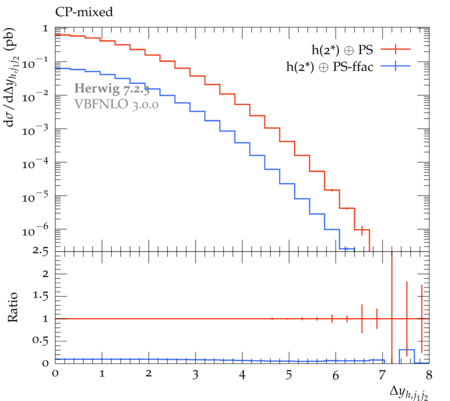 CP-mixed
h(2*) ⊕ PS
h(2*) ⊕ PS-ffac
Herwig 7.2.3
VBFNLO 3.0.0
dσ/dΔy_{h,j_1j_2} (pb)
1
10^{-1}
10^{-2}
10^{-3}
10^{-4}
10^{-5}
10^{-6}
2.5
2
1.5
1
0.5
0
Ratio
0 1 2 3 4 5 6 7 8
Δy_{h,j_1j_2}